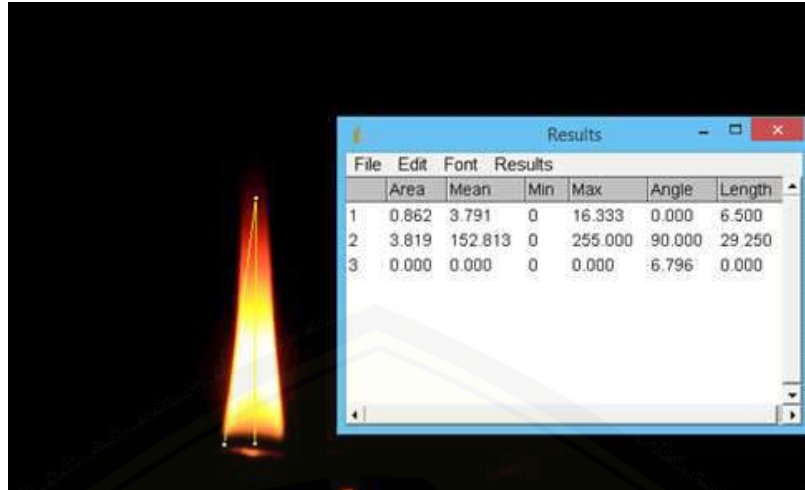 Results
File Edit Font Results
Area Mean Min Max Angle Length
1 0.862 3.791 0 16.333 0.000 6.500
2 3.819 152.813 0 255.000 90.000 29.250
3 0.000 0.000 0 0.000 6.796 0.000